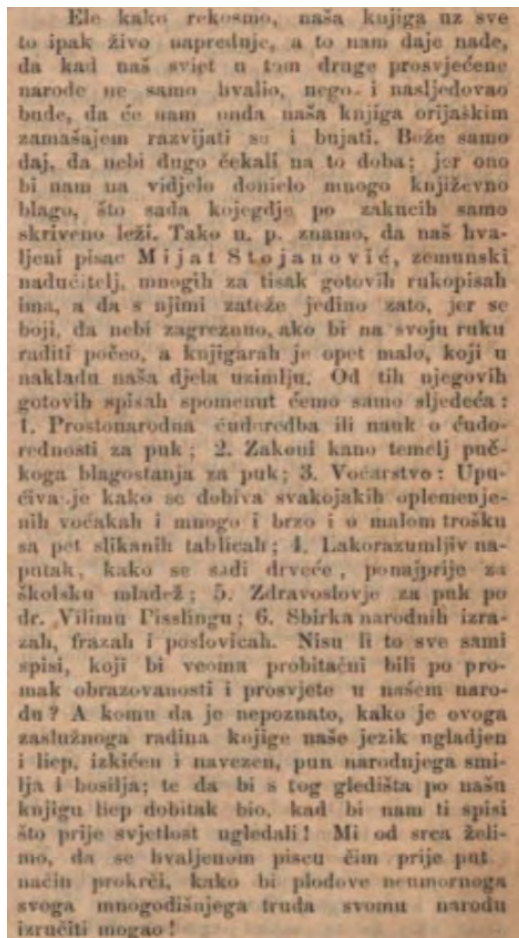 Ele kako rekosmo, naša knjiga uz sve
to ipak živo napreduje, a to nam daje nade,
da kad naš sviet u tom druge prosvjećene
narode ne samo hvalio, nego i nasljedovao
bude, da će nam onda naša knjiga orijaškim
zamašajem razvijati se i bujati. Bože samo
daj, da nebi dugo čekali na to doba; jer ono
bi nam na vidjelo donielo mnogo književno
blago, što sada kojegdje po zakucih samo
skriveno leži. Tako n. p. znamo, da naš hva-
ljeni pisac Mijat Stojanović, zemunski
nadučitelj, mnogih za tisak gotovih rukopisah
ima, a da s njimi zateže jedino zato, jer se
boji, da nebi zagreznuo, ako bi na svoju ruku
raditi počeo, a knjigarah je opet malo, koji u
nakladu naša djela uzimlju. Od tih njegovih
gotovih spisah spomenut ćemo samo sljedeća:
1. Prostonarodna ćudoredba ili nauk o ćudo-
rednosti za puk; 2. Zakoni kano temelj puč-
koga blagostanja za puk; 3. Voćarstvo: Upu-
ćivanje kako se dobiva svakojakih oplemenje-
nih voćakah i mnogo i brzo i o malom trošku
sa pet slikanih tablicah; 4. Lakorazumljiv na-
putak, kako se sadi drveće, ponajprije za
školsku mladež; 5. Zdravoslovje za puk po
dr. Vilimu Pisslingu; 6. Sbirka narodnih izra-
zah, frazah i poslovicah. Nisu li to sve sami
spisi, koji bi veoma probitačni bili po pro-
mak obrazovanosti i prosvjete u našem naro-
du? A komu da je nepoznato, kako je ovoga
zaslužnoga radina knjige naše jezik ugladjen
i liep, izkićen i navezen, pun narodnjega smi-
lja i bosilja; te da bi s tog gledišta po našu
knjigu liep dobitak bio, kad bi nam ti spisi
što prije svjetlost ugledali! Mi od srca želi-
mo, da se hvaljenom piscu čim prije put
način prokrči, kako bi plodove neumornoga
svoga mnogodišnjega truda svomu narodu
izručiti mogao!